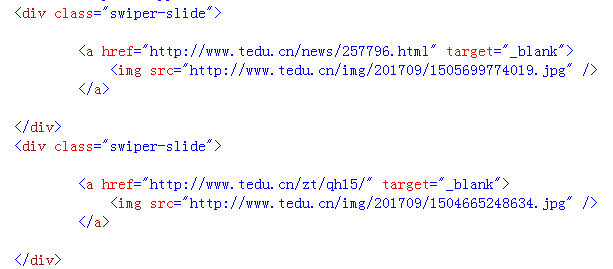 <div class="swiper-slide">
<a href="http://www.tedu.cn/news/257796.html" target="_blank">
<img src="http://www.tedu.cn/img/201709/1505699774019.jpg" />
</a>
</div>
<div class="swiper-slide">
<a href="http://www.tedu.cn/zt/qh15/" target="_blank">
<img src="http://www.tedu.cn/img/201709/1504665248634.jpg" />
</a>
</div>